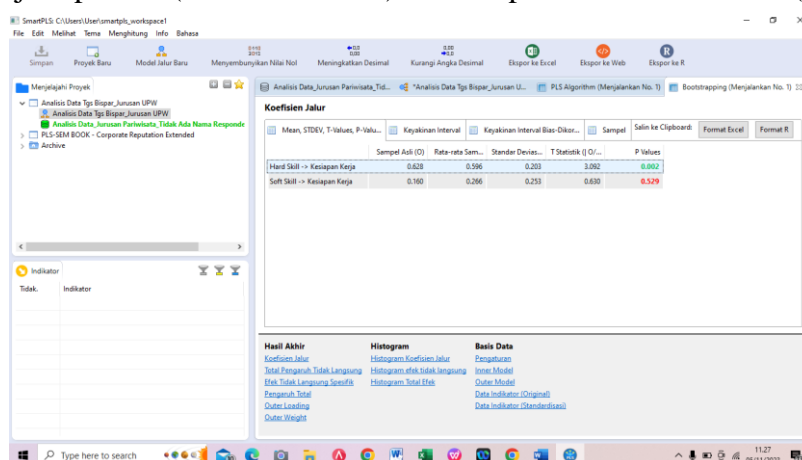 SmartPLS: C:\Users\User\smartpls_workspace1
File Edit Melihat Tema Menghitung Info Bahasa
Simpan Proyek Baru Model Jalur Baru Menyembunyikan Nilai Nol Meningkatkan Desimal Kurangi Angka Desimal Ekspor ke Excel Ekspor ke Web Ekspor ke R
Menjelajahi Proyek
Analisis Data Tgs Bispar_Jurusan UPW
Analisis Data Tgs Bispar_Jurusan UPW
Analisis Data_Jurusan Pariwisata_Tidak Ada Nama Responde
PLS-SEM BOOK - Corporate Reputation Extended
Archive
Indikator
Tidak. Indikator
Analisis Data_Jurusan Pariwisata_Tid... *Analisis Data Tgs Bispar_Jurusan U... PLS Algorithm (Menjalankan No. 1) Bootstrapping (Menjalankan No. 1)
Koefisien Jalur
Mean, STDEV, T-Values, P-Valu... Keyakinan Interval Keyakinan Interval Bias-Dikor... Sampel Salin ke Clipboard: Format Excel Format R
Sampel Asli (O) Rata-rata Sam... Standar Devias... T Statistik (| O/... P Values
Hard Skill -> Kesiapan Kerja 0.628 0.596 0.203 3.092 0.002
Soft Skill -> Kesiapan Kerja 0.160 0.266 0.253 0.630 0.529
Hasil Akhir Histogram Basis Data
Koefisien Jalur Histogram Koefisien Jalur Pengaturan
Total Pengaruh Tidak Langsung Histogram efek tidak langsung Inner Model
Efek Tidak Langsung Spesifik Histogram Total Efek Outer Model
Pengaruh Total Data Indikator (Original)
Outer Loading Data Indikator (Standardisasi)
Outer Weight
Type here to search 11.27